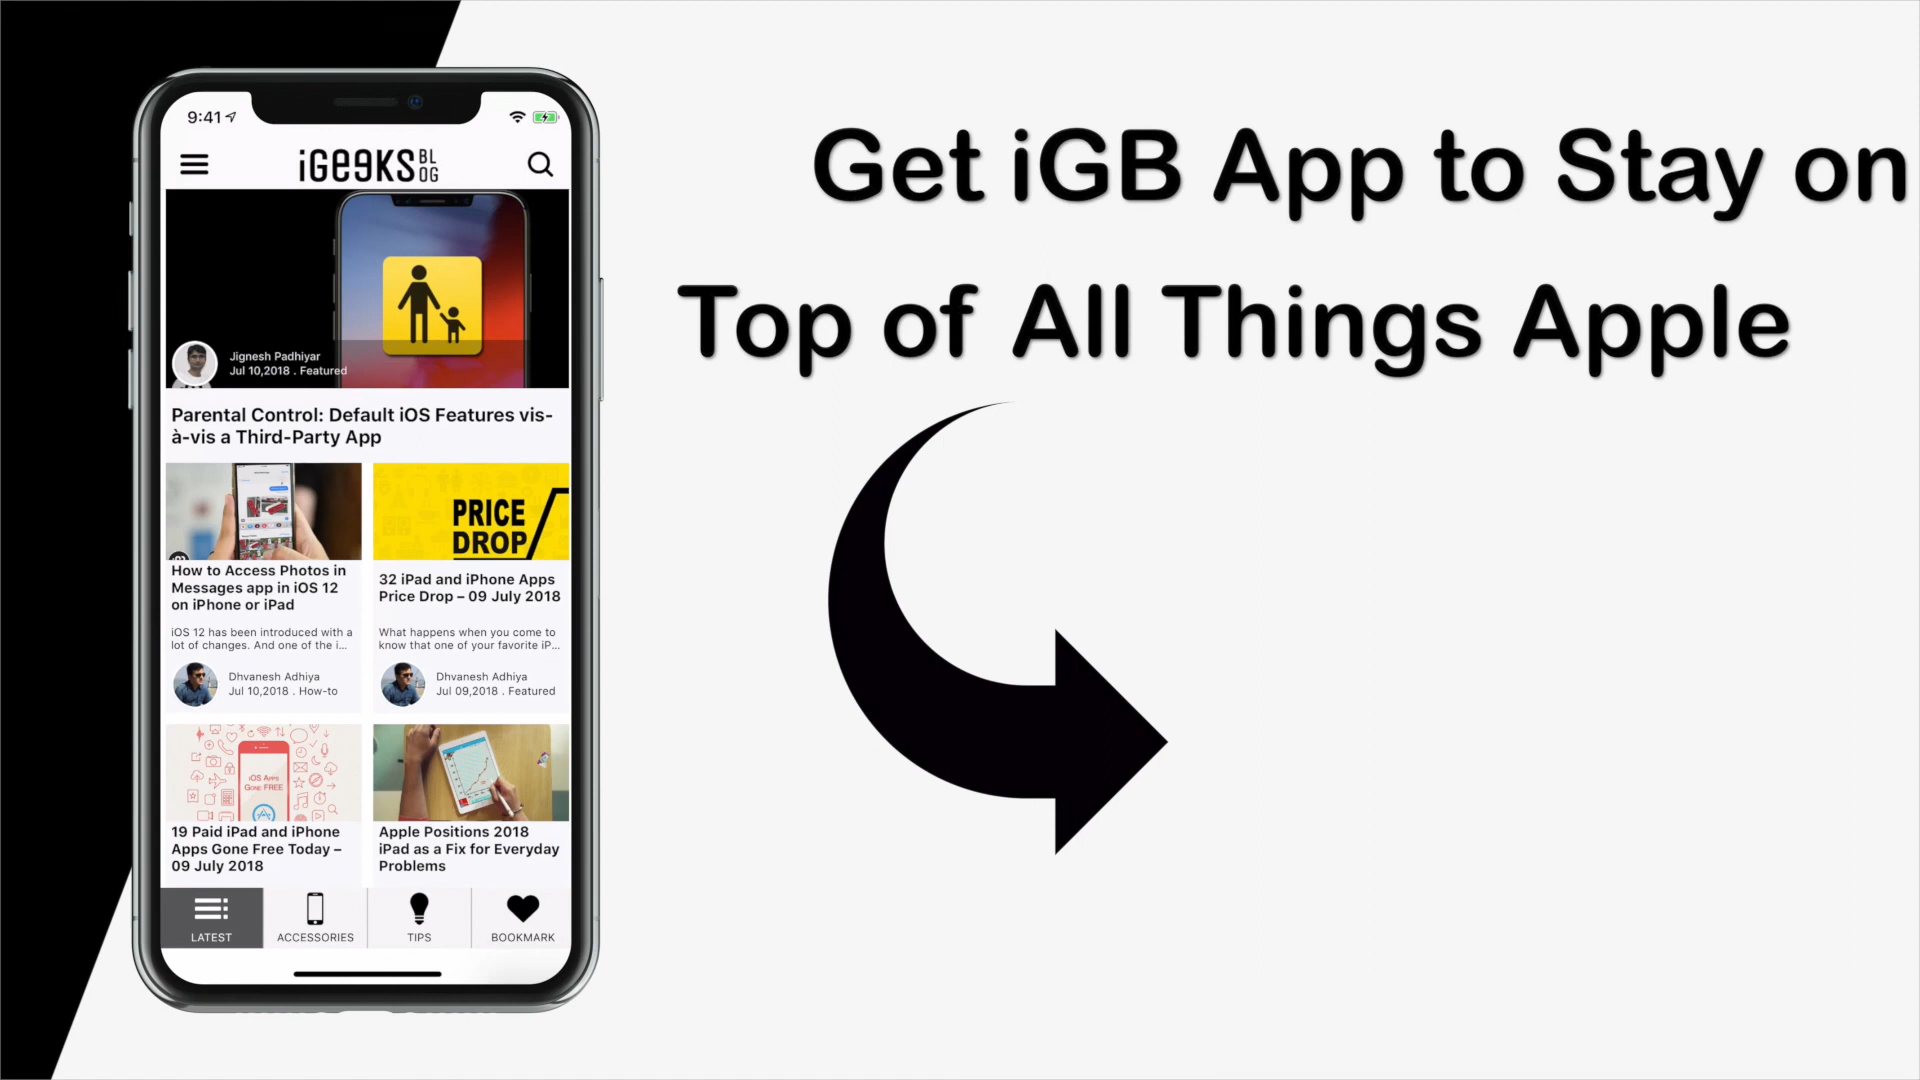 9:41
iGeeKS BL
OG
Get iGB App to Stay on
Top of All Things Apple
Jignesh Padhiyar
Jul 10,2018 . Featured
Parental Control: Default iOS Features vis-
à-vis a Third-Party App
PRICE
DROP
How to Access Photos in
Messages app in iOS 12
on iPhone or iPad
iOS 12 has been introduced with a
lot of changes. And one of the i...
Dhvanesh Adhiya
Jul 10,2018 . How-to
32 iPad and iPhone Apps
Price Drop – 09 July 2018
What happens when you come to
know that one of your favorite iP...
Dhvanesh Adhiya
Jul 09,2018 . Featured
iOS Apps
Gone FREE
19 Paid iPad and iPhone
Apps Gone Free Today –
09 July 2018
Apple Positions 2018
iPad as a Fix for Everyday
Problems
LATEST
ACCESSORIES
TIPS
BOOKMARK